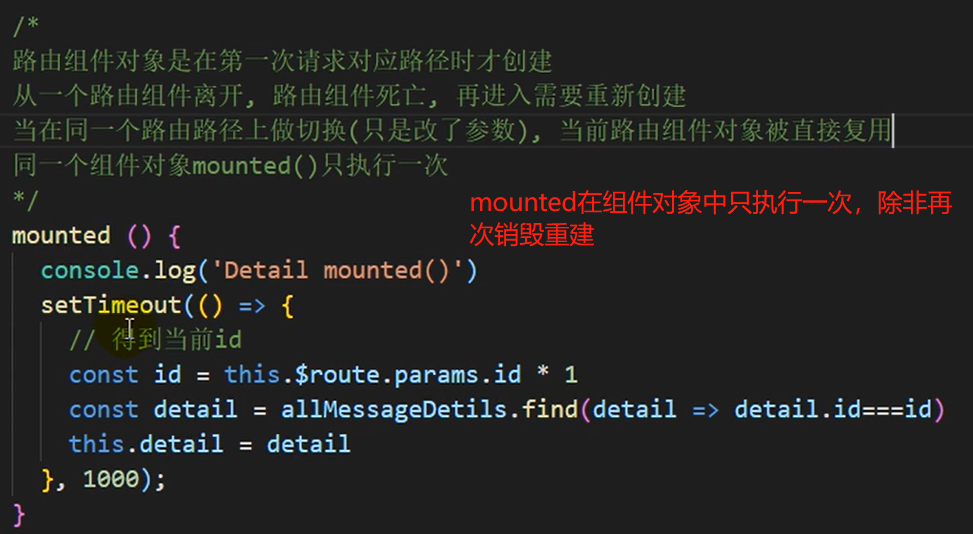 /*
路由组件对象是在第一次请求对应路径时才创建
从一个路由组件离开, 路由组件死亡, 再进入需要重新创建
当在同一个路由路径上做切换(只是改了参数), 当前路由组件对象被直接复用
同一个组件对象mounted()只执行一次
*/
mounted在组件对象中只执行一次，除非再
次销毁重建
mounted () {
  console.log('Detail mounted()')
  setTimeout(() => {
    // 得到当前id
    const id = this.$route.params.id * 1
    const detail = allMessageDetils.find(detail => detail.id===id)
    this.detail = detail
  }, 1000);
}